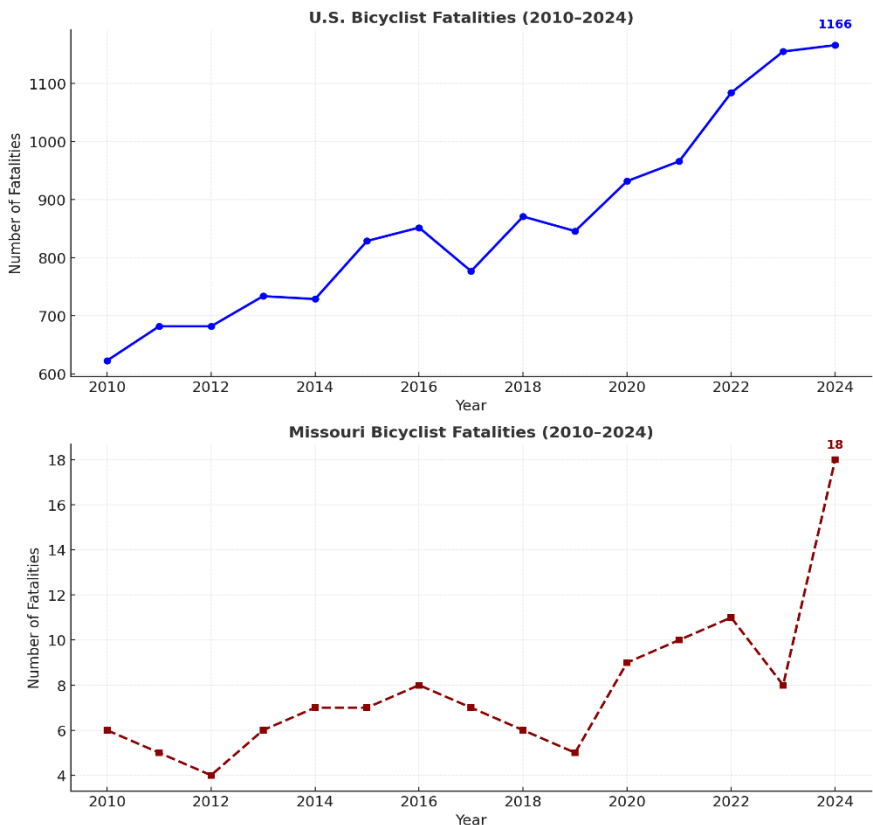 U.S. Bicyclist Fatalities (2010–2024)
1166
1100
1000
900
800
700
600
Number of Fatalities
2010 2012 2014 2016 2018 2020 2022 2024
Year
Missouri Bicyclist Fatalities (2010–2024)
18
18
16
14
12
10
8
6
4
Number of Fatalities
2010 2012 2014 2016 2018 2020 2022 2024
Year